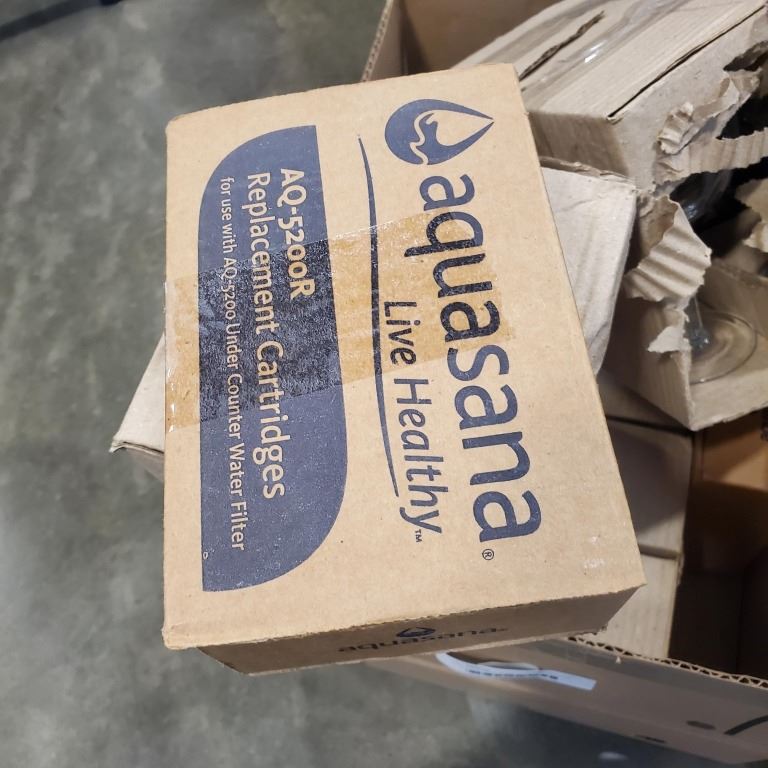 aquasana®
Live Healthy™
AQ-5200R
Replacement Cartridges
for use with AQ-5200 Under Counter Water Filter
aquasana